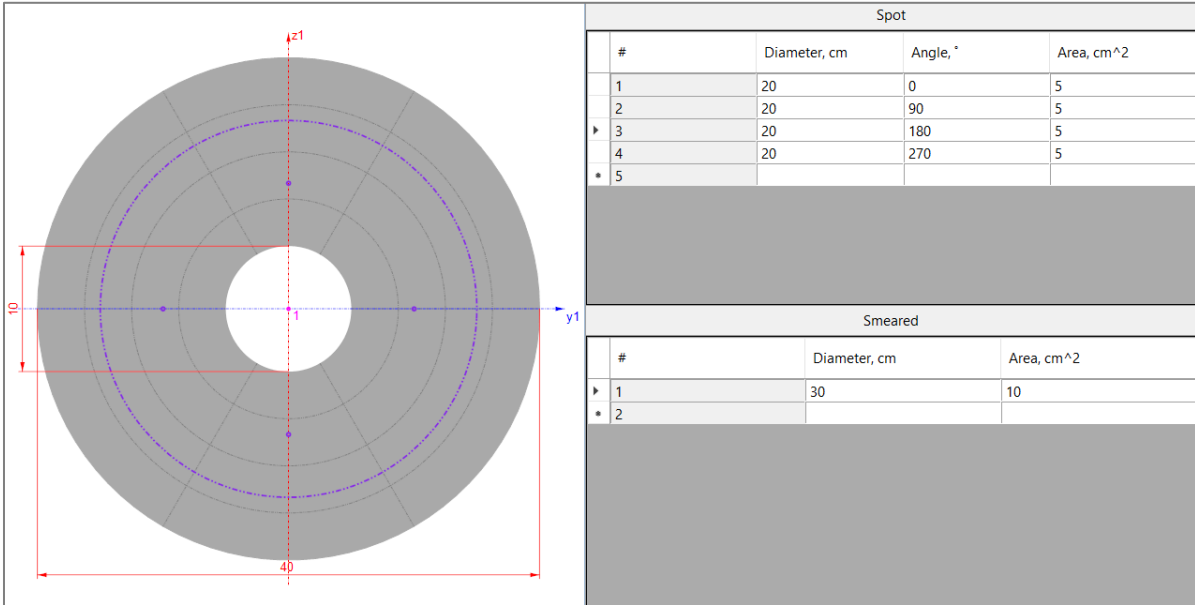 z1
10
1
y1
40
Spot
# Diameter, cm Angle, ° Area, cm^2
1 20 0 5
2 20 90 5
3 20 180 5
4 20 270 5
5
Smeared
# Diameter, cm Area, cm^2
1 30 10
2